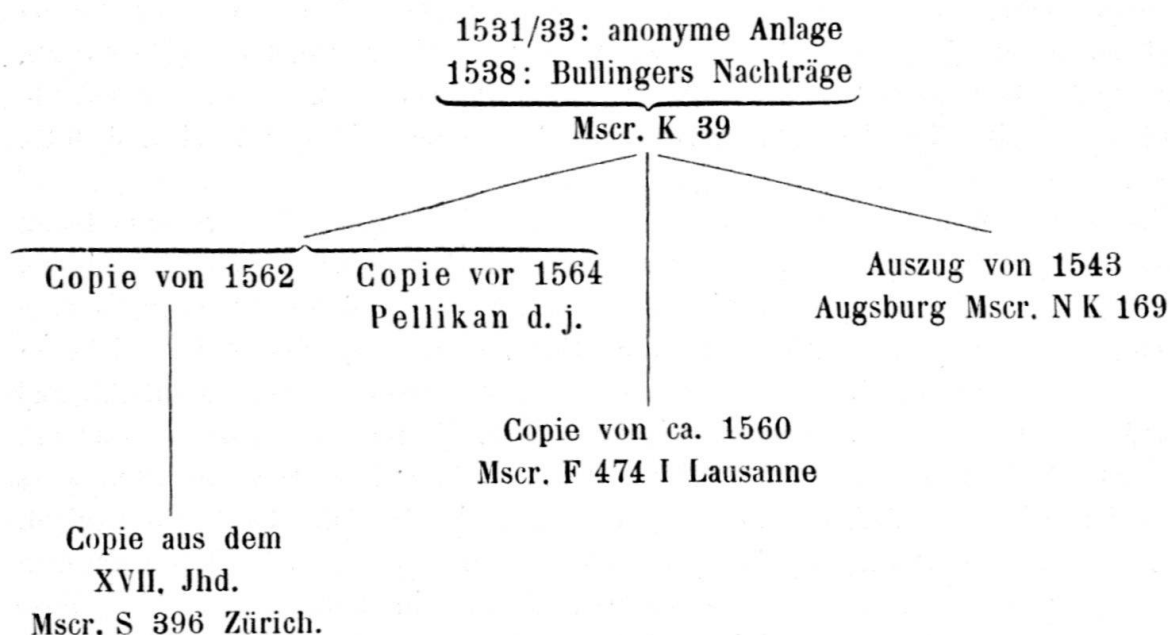 1531/33: anonyme Anlage
1538: Bullingers Nachträge
Mscr. K 39
Copie von 1562
Copie vor 1564
Pellikan d. j.
Auszug von 1543
Augsburg Mscr. N K 169
Copie von ca. 1560
Mscr. F 474 I Lausanne
Copie aus dem
XVII. Jhd.
Mscr. S 396 Zürich.